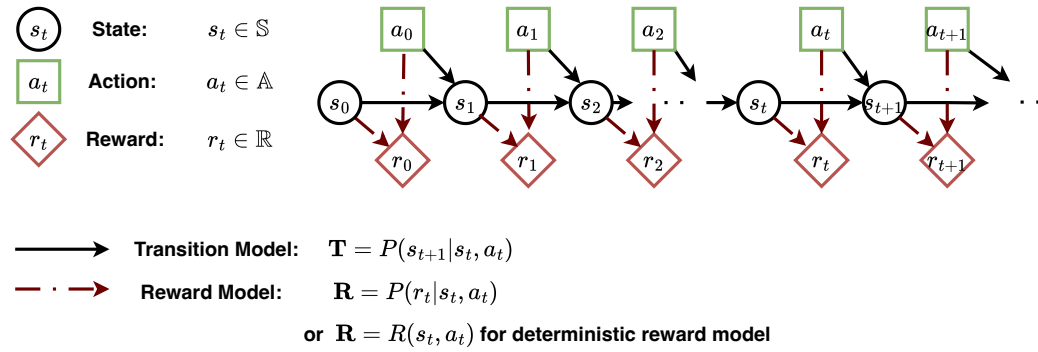 s_t State: s_t ∈ 𝕊
a_t Action: a_t ∈ 𝔸
r_t Reward: r_t ∈ ℝ
a_0 a_1 a_2 a_t a_{t+1}
s_0 s_1 s_2 . . s_t s_{t+1} . .
r_0 r_1 r_2 r_t r_{t+1}
Transition Model: T = P(s_{t+1}|s_t, a_t)
Reward Model: R = P(r_t|s_t, a_t)
or R = R(s_t, a_t) for deterministic reward model